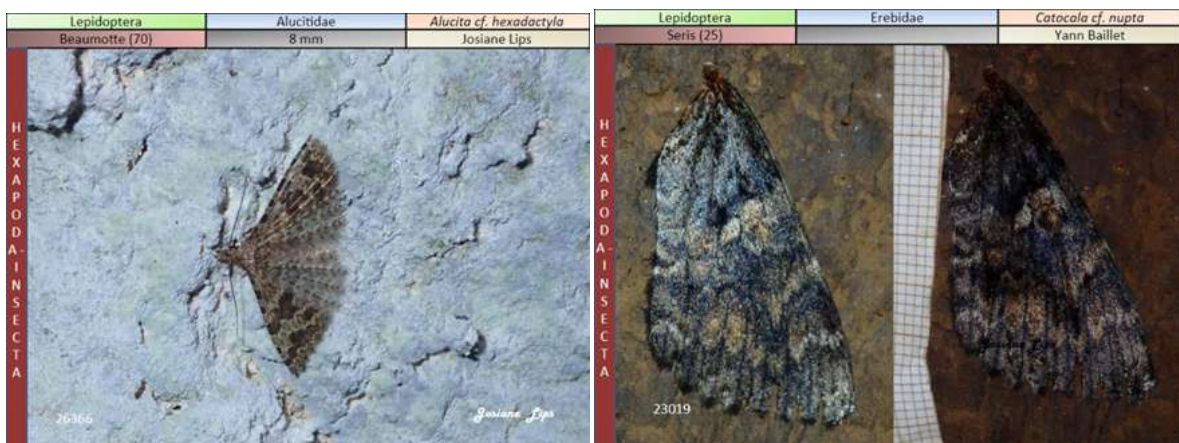 Lepidoptera Alucitidae Alucita cf. hexadactyla
Beaumotte (70) 8 mm Josiane Lips
HEXAPODA-INSECTA
26366
Josiane Lips
Lepidoptera Erebidae Catocala cf. nupta
Seris (25) Yann Baillet
HEXAPODA-INSECTA
23019